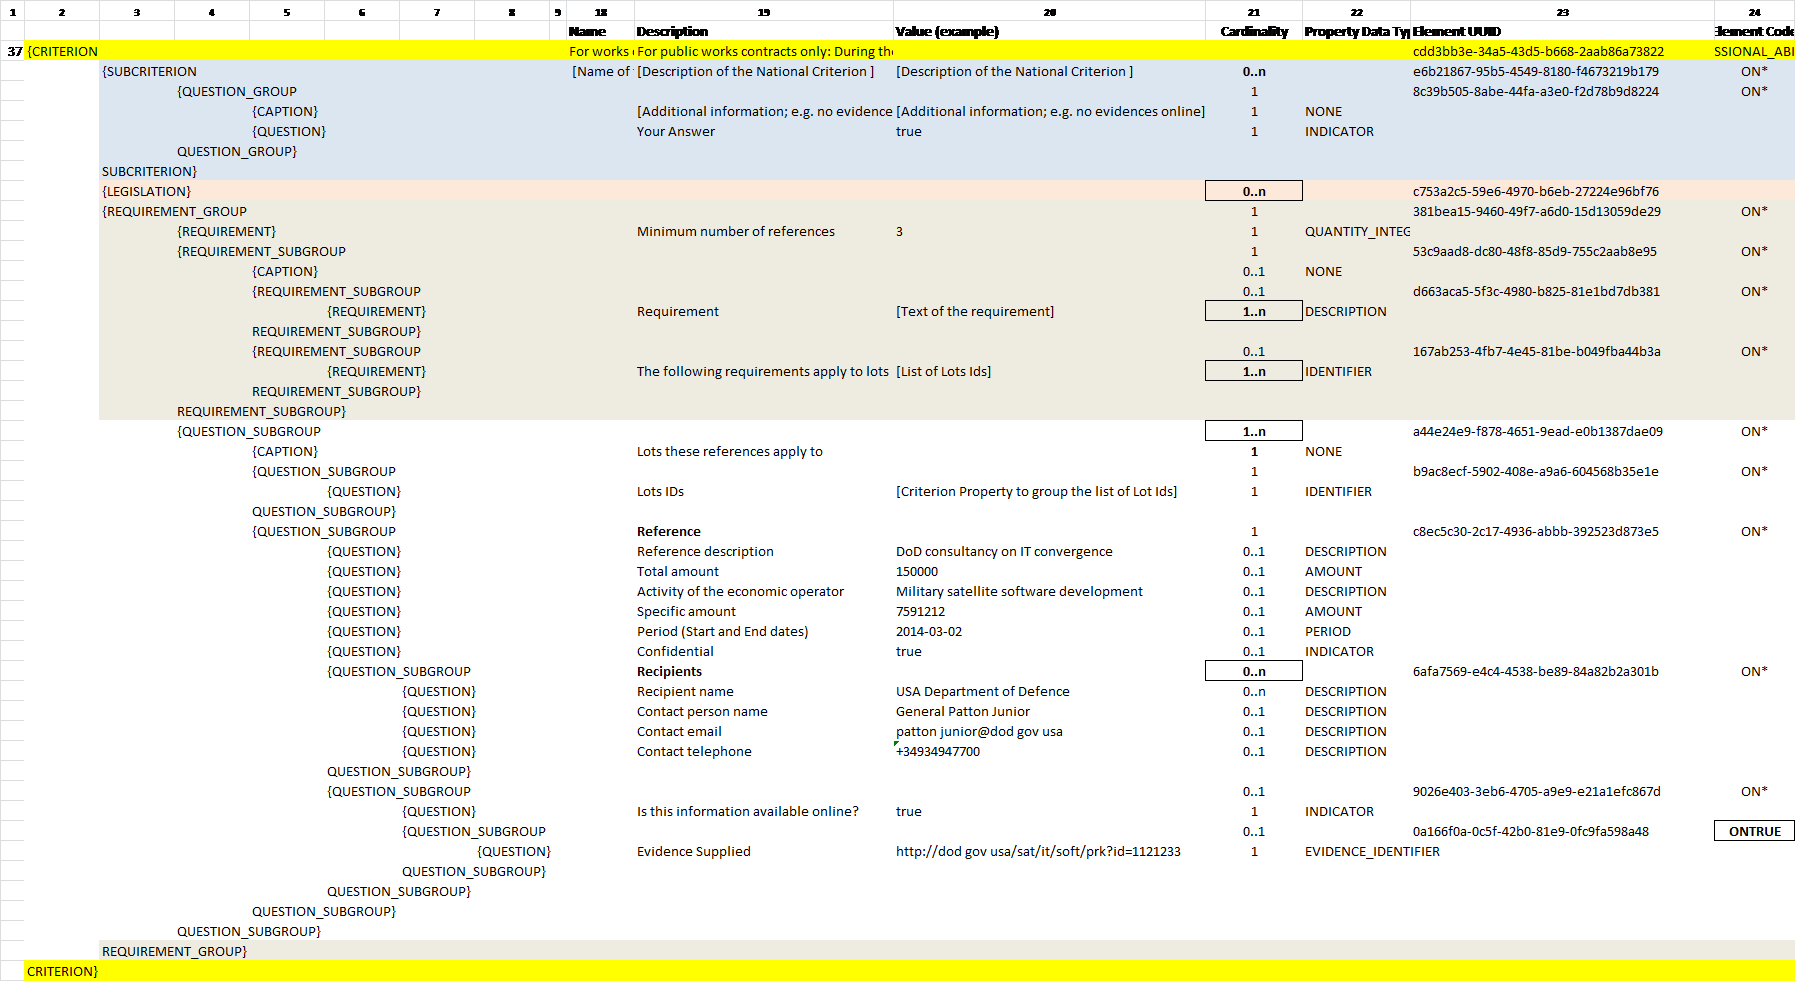 1 2 3 4 5 6 7 8 9 18 19 20 21 22 23 24
Name Description Value (example) Cardinality Property Data Ty Element UUID Element Code
37 {CRITERION For works For public works contracts only: During the cdd3bb3e-34a5-43d5-b668-2aab86a73822 SSIONAL_ABI
{SUBCRITERION [Name of [Description of the National Criterion ] [Description of the National Criterion ] 0..n e6b21867-95b5-4549-8180-f4673219b179 ON*
{QUESTION_GROUP 1 8c39b505-8abe-44fa-a3e0-f2d78b9d8224 ON*
{CAPTION} [Additional information; e.g. no evidence [Additional information; e.g. no evidences online] 1 NONE
{QUESTION} Your Answer true 1 INDICATOR
QUESTION_GROUP}
SUBCRITERION}
{LEGISLATION} 0..n c753a2c5-59e6-4970-b6eb-27224e96bf76
{REQUIREMENT_GROUP 1 381bea15-9460-49f7-a6d0-15d13059de29 ON*
{REQUIREMENT} Minimum number of references 3 1 QUANTITY_INTEG
{REQUIREMENT_SUBGROUP 1 53c9aad8-dc80-48f8-85d9-755c2aab8e95 ON*
{CAPTION} 0..1 NONE
{REQUIREMENT_SUBGROUP 0..1 d663aca5-5f3c-4980-b825-81e1bd7db381 ON*
{REQUIREMENT} Requirement [Text of the requirement] 1..n DESCRIPTION
REQUIREMENT_SUBGROUP}
{REQUIREMENT_SUBGROUP 0..1 167ab253-4fb7-4e45-81be-b049fba44b3a ON*
{REQUIREMENT} The following requirements apply to lots [List of Lots Ids] 1..n IDENTIFIER
REQUIREMENT_SUBGROUP}
REQUIREMENT_SUBGROUP}
{QUESTION_SUBGROUP 1..n a44e24e9-f878-4651-9ead-e0b1387dae09 ON*
{CAPTION} Lots these references apply to 1 NONE
{QUESTION_SUBGROUP 1 b9ac8ecf-5902-408e-a9a6-604568b35e1e ON*
{QUESTION} Lots IDs [Criterion Property to group the list of Lot Ids] 1 IDENTIFIER
QUESTION_SUBGROUP}
{QUESTION_SUBGROUP Reference 1 c8ec5c30-2c17-4936-abbb-392523d873e5 ON*
{QUESTION} Reference description DoD consultancy on IT convergence 0..1 DESCRIPTION
{QUESTION} Total amount 150000 0..1 AMOUNT
{QUESTION} Activity of the economic operator Military satellite software development 0..1 DESCRIPTION
{QUESTION} Specific amount 7591212 0..1 AMOUNT
{QUESTION} Period (Start and End dates) 2014-03-02 0..1 PERIOD
{QUESTION} Confidential true 0..1 INDICATOR
{QUESTION_SUBGROUP Recipients 0..n 6afa7569-e4c4-4538-be89-84a82b2a301b ON*
{QUESTION} Recipient name USA Department of Defence 0..n DESCRIPTION
{QUESTION} Contact person name General Patton Junior 0..1 DESCRIPTION
{QUESTION} Contact email patton junior@dod gov usa 0..1 DESCRIPTION
{QUESTION} Contact telephone +34934947700 0..1 DESCRIPTION
QUESTION_SUBGROUP}
{QUESTION_SUBGROUP 0..1 9026e403-3eb6-4705-a9e9-e21a1efc867d ON*
{QUESTION} Is this information available online? true 1 INDICATOR
{QUESTION_SUBGROUP 0..1 0a166f0a-0c5f-42b0-81e9-0fc9fa598a48 ONTRUE
{QUESTION} Evidence Supplied http://dod gov usa/sat/it/soft/prk?id=1121233 1 EVIDENCE_IDENTIFIER
QUESTION_SUBGROUP}
QUESTION_SUBGROUP}
QUESTION_SUBGROUP}
QUESTION_SUBGROUP}
REQUIREMENT_GROUP}
CRITERION}